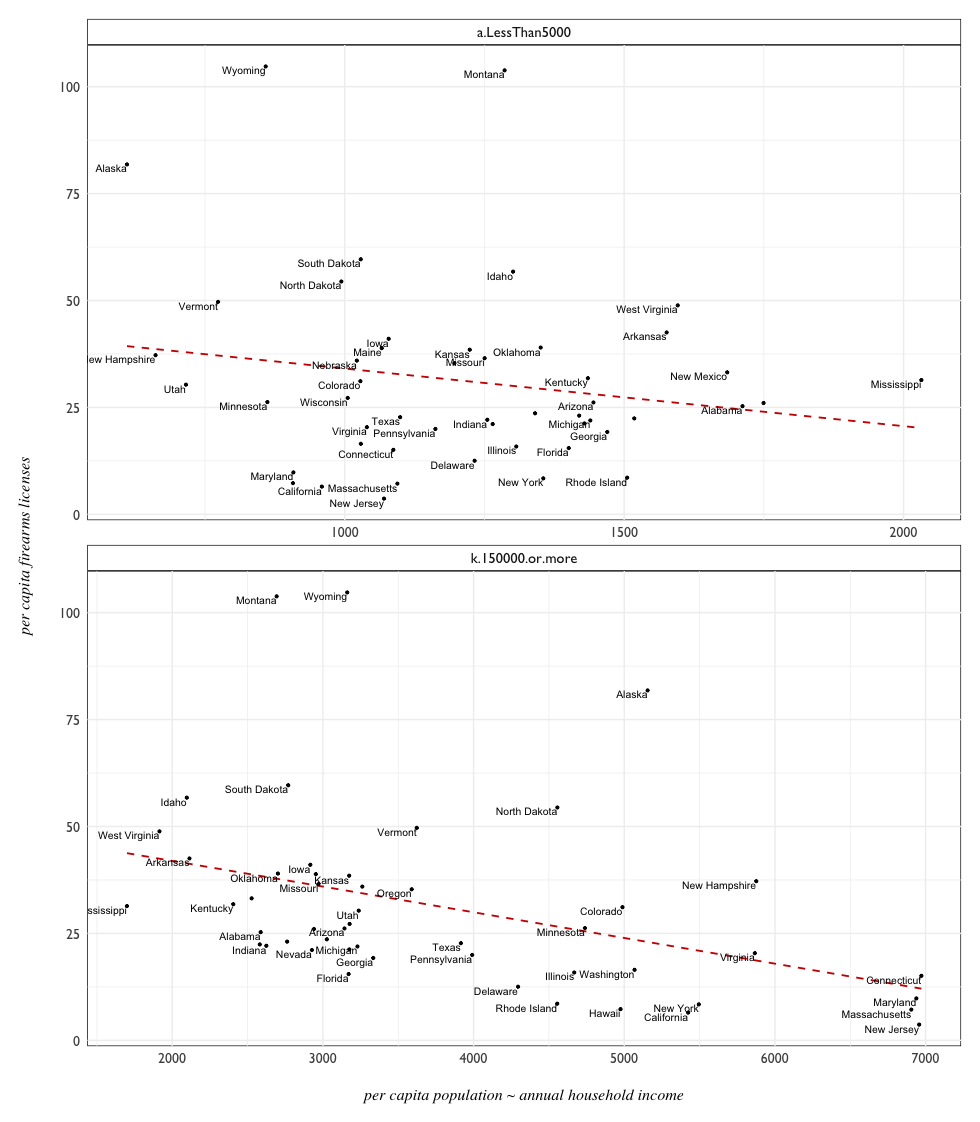 a.LessThan5000
100
75
50
25
0
Wyoming
Montana
Alaska
South Dakota
North Dakota
Idaho
Vermont
West Virginia
Arkansas
Iowa
Maine
Kansas
Missouri
Oklahoma
ew Hampshire
Nebraska
New Mexico
Mississippi
Utah
Colorado
Kentucky
Minnesota
Wisconsin
Arizona
Alabama
Texas
Virginia
Pennsylvania
Indiana
Michigan
Georgia
Connecticut
Illinois
Florida
Delaware
Maryland
California
Massachusetts
New Jersey
New York
Rhode Island
1000
1500
2000
per capita firearms licenses
k.150000.or.more
100
75
50
25
0
Montana
Wyoming
Alaska
South Dakota
Idaho
North Dakota
West Virginia
Vermont
Arkansas
Iowa
Oklahoma
Kansas
Missouri
Oregon
New Hampshire
ssissippi
Kentucky
Utah
Colorado
Alabama
Arizona
Minnesota
Indiana
Nevada
Michigan
Georgia
Texas
Pennsylvania
Virginia
Florida
Illinois
Washington
Delaware
Rhode Island
Hawaii
New York
California
Connecticut
Maryland
Massachusetts
New Jersey
2000
3000
4000
5000
6000
7000
per capita population ~ annual household income